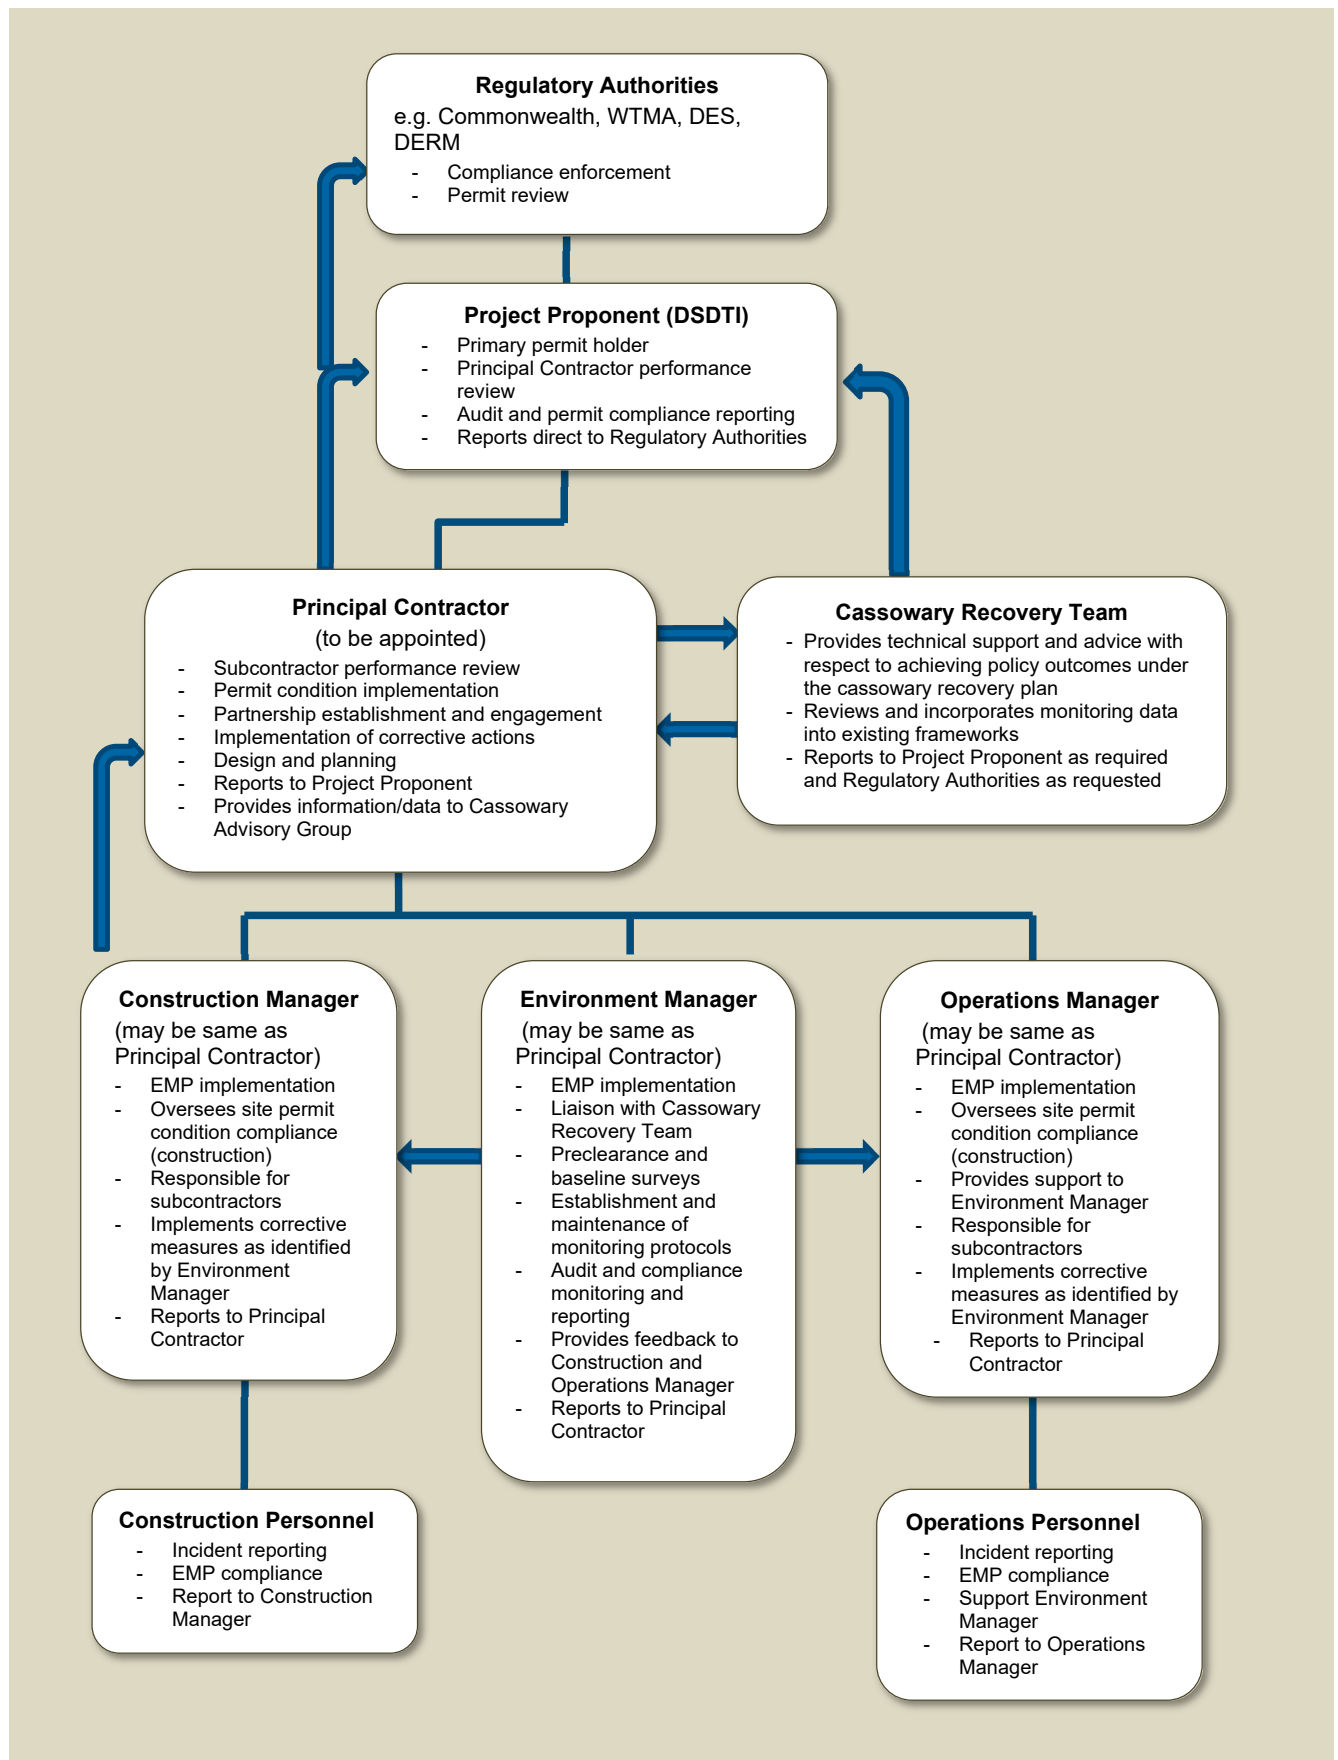 Regulatory Authorities
e.g. Commonwealth, WTMA, DES,
DERM
- Compliance enforcement
- Permit review
Project Proponent (DSDTI)
- Primary permit holder
- Principal Contractor performance
review
- Audit and permit compliance reporting
- Reports direct to Regulatory Authorities
Principal Contractor
(to be appointed)
- Subcontractor performance review
- Permit condition implementation
- Partnership establishment and engagement
- Implementation of corrective actions
- Design and planning
- Reports to Project Proponent
- Provides information/data to Cassowary
Advisory Group
Cassowary Recovery Team
- Provides technical support and advice with
respect to achieving policy outcomes under
the cassowary recovery plan
- Reviews and incorporates monitoring data
into existing frameworks
- Reports to Project Proponent as required
and Regulatory Authorities as requested
Construction Manager
(may be same as
Principal Contractor)
- EMP implementation
- Oversees site permit
condition compliance
(construction)
- Responsible for
subcontractors
- Implements corrective
measures as identified
by Environment
Manager
- Reports to Principal
Contractor
Environment Manager
(may be same as
Principal Contractor)
- EMP implementation
- Liaison with Cassowary
Recovery Team
- Preclearance and
baseline surveys
- Establishment and
maintenance of
monitoring protocols
- Audit and compliance
monitoring and
reporting
- Provides feedback to
Construction and
Operations Manager
- Reports to Principal
Contractor
Operations Manager
(may be same as
Principal Contractor)
- EMP implementation
- Oversees site permit
condition compliance
(construction)
- Provides support to
Environment Manager
- Responsible for
subcontractors
- Implements corrective
measures as identified by
Environment Manager
- Reports to Principal
Contractor
Construction Personnel
- Incident reporting
- EMP compliance
- Report to Construction
Manager
Operations Personnel
- Incident reporting
- EMP compliance
- Support Environment
Manager
- Report to Operations
Manager